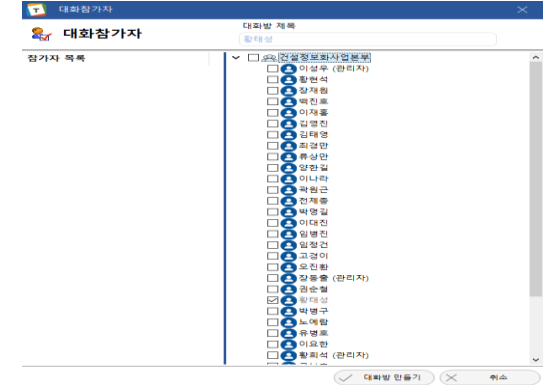 대화참가자
대화참가자
대화방 제목
황태성
참가자 목록
건설정보화사업본부
이성우 (관리자)
황현석
장재원
백진호
이재홍
김영진
김태영
최경만
류상만
양한길
이나라
곽원근
전제종
박명길
이대진
임병진
임정건
고경이
오진환
장동출 (관리자)
권순철
황태성
박병구
노예람
유병호
이요한
황희석 (관리자)
대화방 만들기
취소